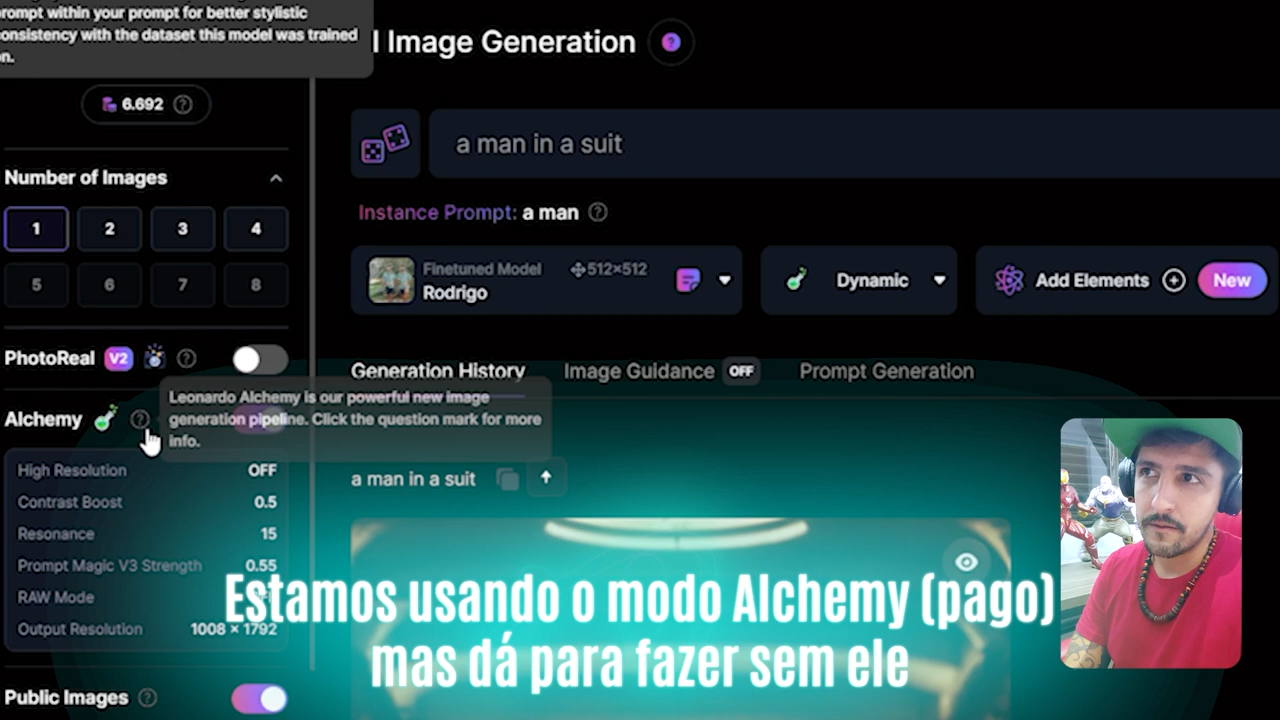 prompt within your prompt for better stylistic
consistency with the dataset this model was trained
on.
Image Generation
?
6.692 ?
a man in a suit
Number of Images
1 2 3 4
5 6 7 8
Instance Prompt: a man ?
Finetuned Model 512×512
Rodrigo
Dynamic
Add Elements New
PhotoReal V2 ?
Generation History Image Guidance OFF Prompt Generation
Alchemy ?
Leonardo Alchemy is our powerful new image
generation pipeline. Click the question mark for more
info.
High Resolution OFF
Contrast Boost 0.5
Resonance 15
Prompt Magic V3 Strength 0.55
RAW Mode
Output Resolution 1008 × 1792
a man in a suit
Estamos usando o modo Alchemy (pago)
mas dá para fazer sem ele
Public Images ?